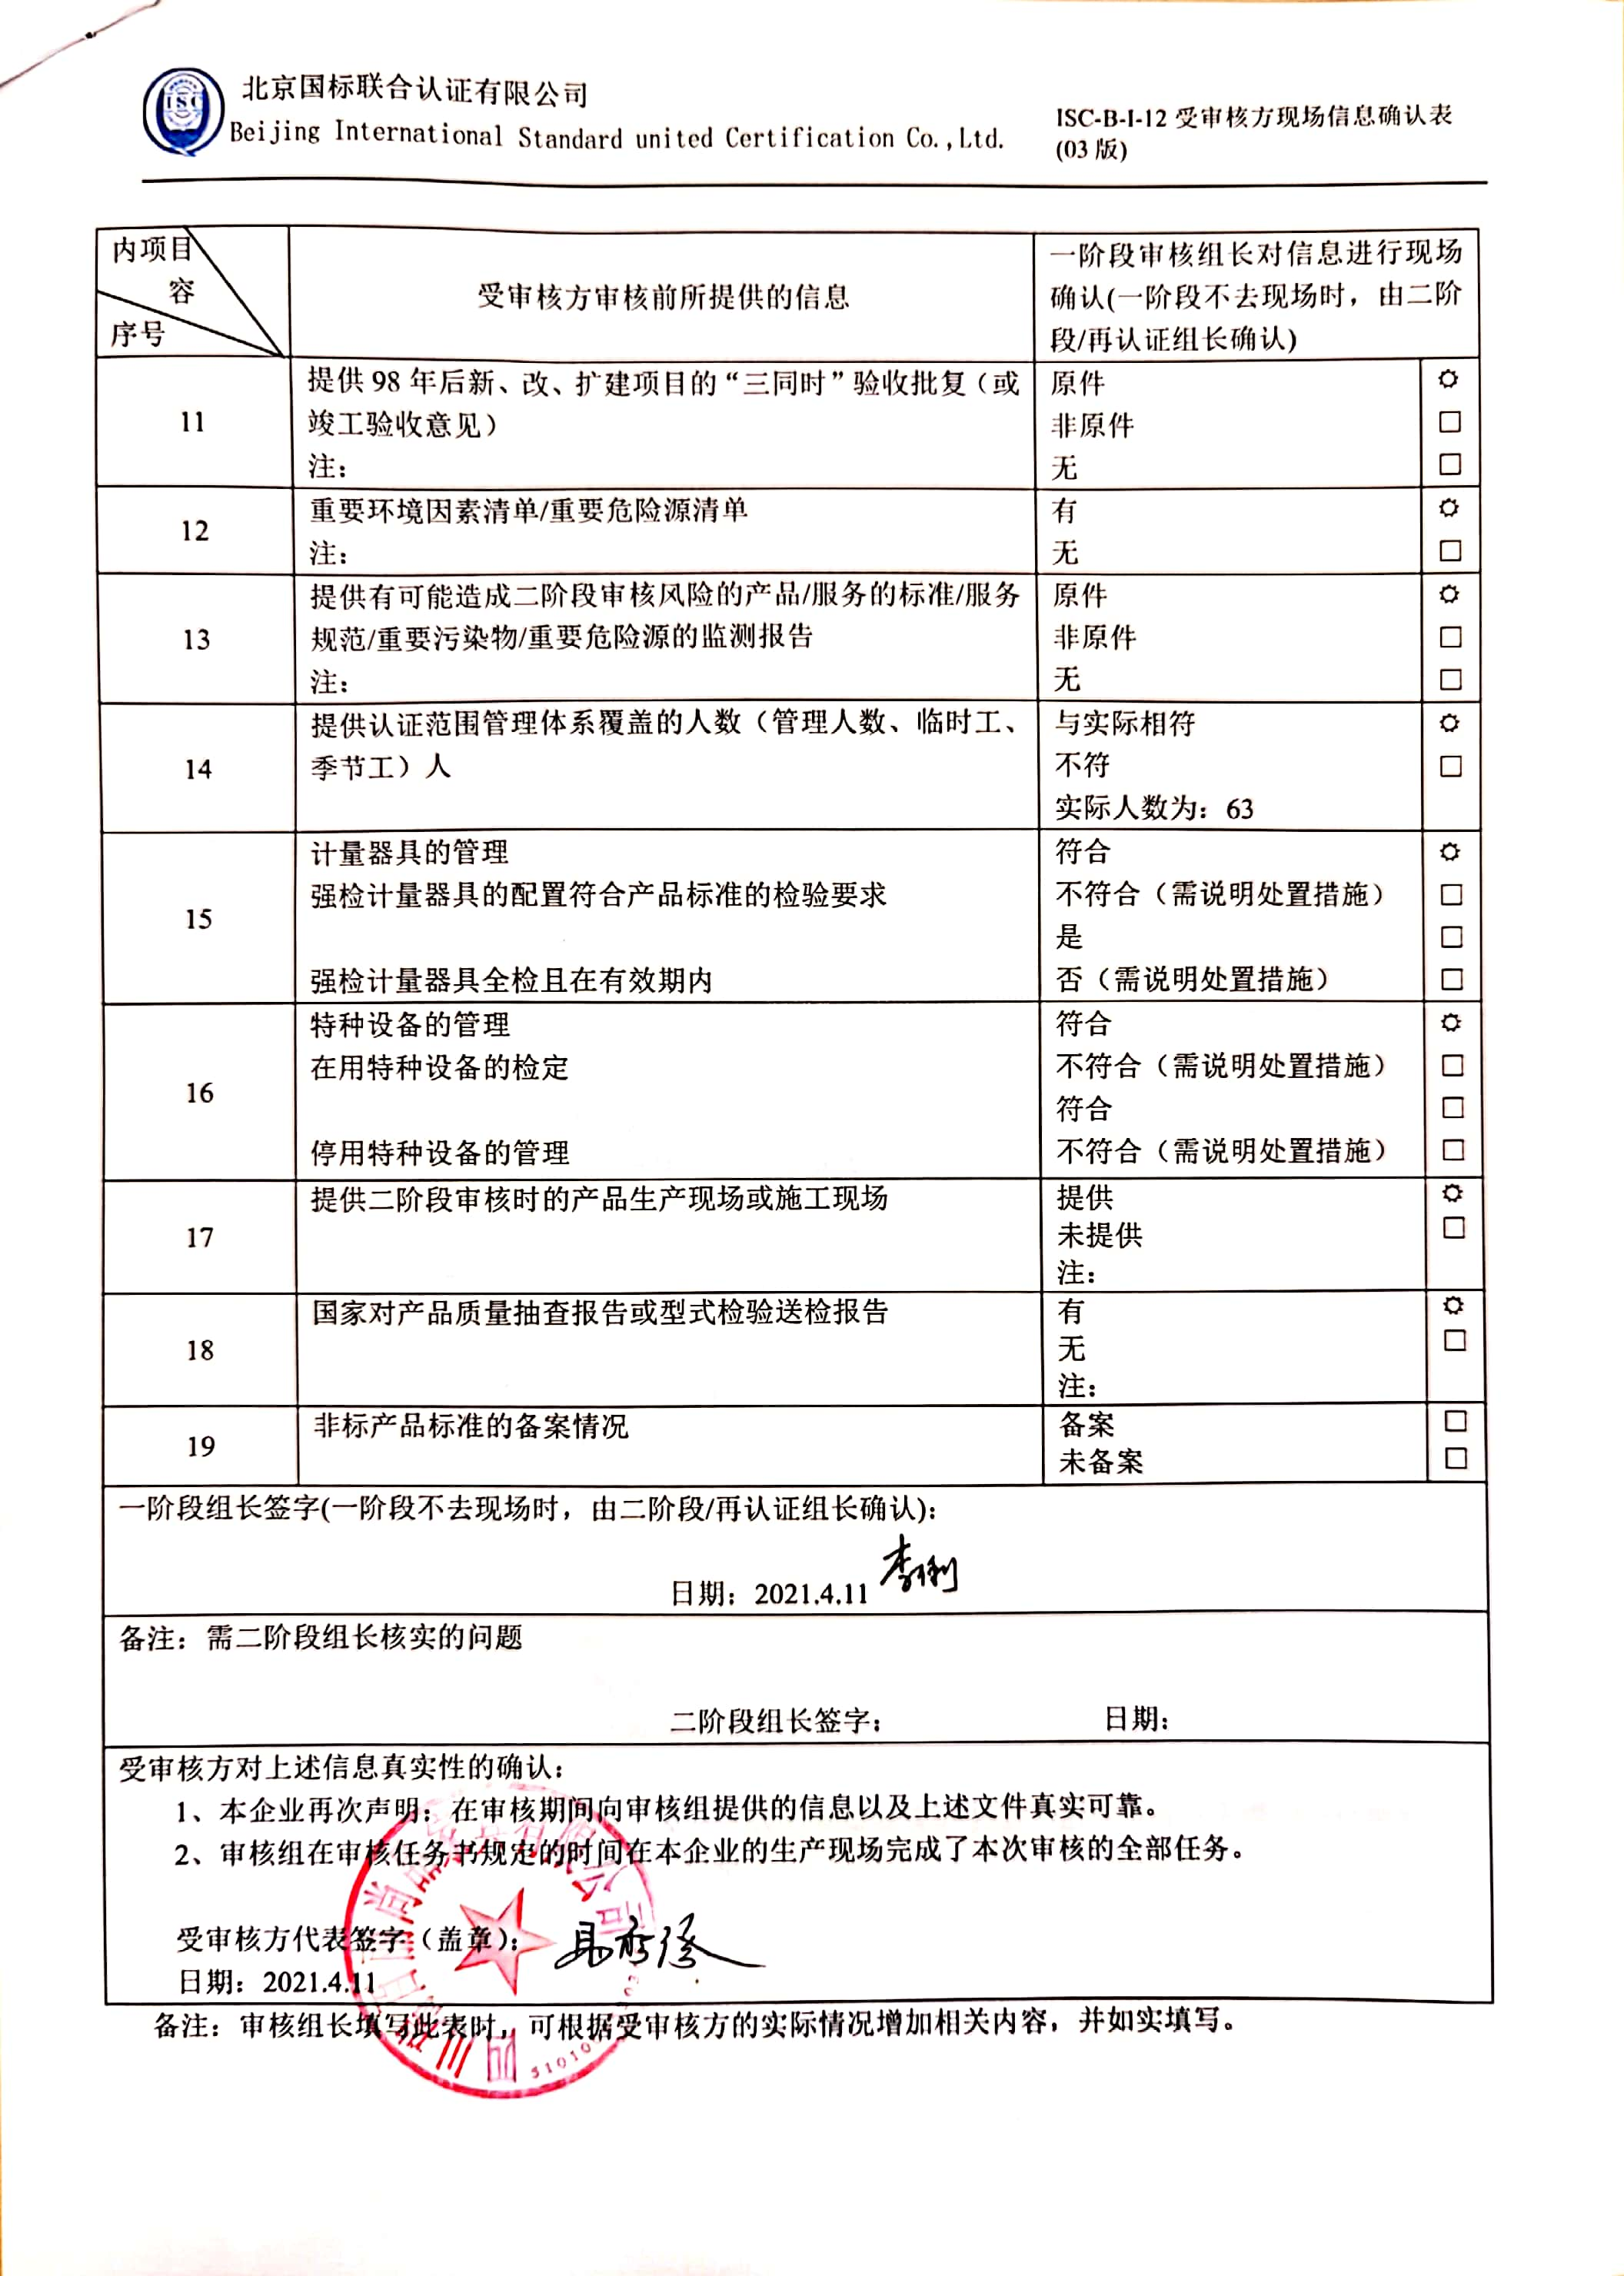 北京国标联合认证有限公司
Beijing International Standard united Certification Co.,Ltd.
ISC-B-I-12 受审核方现场信息确认表
(03 版)
内项目
容
序号
受审核方审核前所提供的信息
一阶段审核组长对信息进行现场
确认(一阶段不去现场时，由二阶
段/再认证组长确认)
11
提供 98 年后新、改、扩建项目的“三同时”验收批复（或
竣工验收意见）
注：
原件 ☼
非原件 □
无 □
12
重要环境因素清单/重要危险源清单
注：
有 ☼
无 □
13
提供有可能造成二阶段审核风险的产品/服务的标准/服务
规范/重要污染物/重要危险源的监测报告
注：
原件 ☼
非原件 □
无 □
14
提供认证范围管理体系覆盖的人数（管理人数、临时工、
季节工）人
与实际相符 ☼
不符 □
实际人数为：63
15
计量器具的管理
强检计量器具的配置符合产品标准的检验要求
强检计量器具全检且在有效期内
符合 ☼
不符合（需说明处置措施） □
是 □
否（需说明处置措施） □
16
特种设备的管理
在用特种设备的检定
停用特种设备的管理
符合 ☼
不符合（需说明处置措施） □
符合 □
不符合（需说明处置措施） □
17
提供二阶段审核时的产品生产现场或施工现场
提供 ☼
未提供 □
注：
18
国家对产品质量抽查报告或型式检验送检报告
有 ☼
无 □
注：
19
非标产品标准的备案情况
备案 □
未备案 □
一阶段组长签字(一阶段不去现场时，由二阶段/再认证组长确认)：
日期：2021.4.11 李俐
备注：需二阶段组长核实的问题
二阶段组长签字： 日期：
受审核方对上述信息真实性的确认：
1、本企业再次声明：在审核期间向审核组提供的信息以及上述文件真实可靠。
2、审核组在审核任务书规定的时间在本企业的生产现场完成了本次审核的全部任务。
受审核方代表签字（盖章）：
日期：2021.4.11
备注：审核组长填写此表时，可根据受审核方的实际情况增加相关内容，并如实填写。